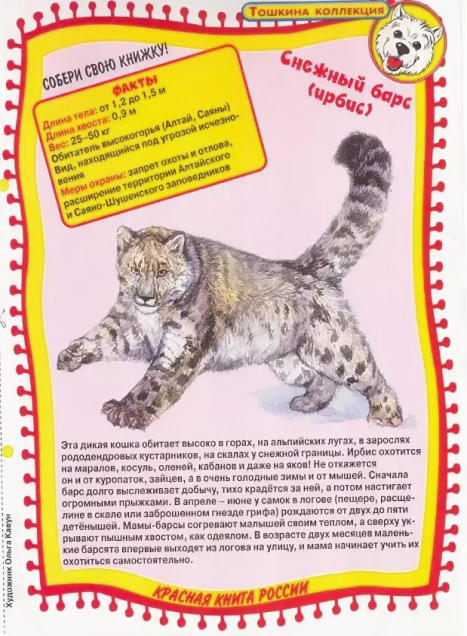 Тошкина коллекция
СОБЕРИ СВОЮ КНИЖКУ!
Снежный барс
(ирбис)
ФАКТЫ
Длина тела: от 1,2 до 1,5 м
Длина хвоста: 0,9 м
Вес: 25–50 кг
Обитатель высокогорья (Алтай, Саяны)
Вид, находящийся под угрозой исчезно-
вения
Меры охраны: запрет охоты и отлова,
расширение территории Алтайского
и Саяно-Шушенского заповедников
Эта дикая кошка обитает высоко в горах, на альпийских лугах, в зарослях
рододендровых кустарников, на скалах у снежной границы. Ирбис охотится
на маралов, косуль, оленей, кабанов и даже на яков! Не откажется
он и от куропаток, зайцев, а в очень голодные зимы и от мышей. Сначала
барс долго выслеживает добычу, тихо крадётся за ней, а потом настигает
огромными прыжками. В апреле – июне у самок в логове (пещере, расще-
лине в скале или заброшенном гнезде грифа) рождаются от двух до пяти
детёнышей. Мамы-барсы согревают малышей своим теплом, а сверху ук-
рывают пышным хвостом, как одеялом. В возрасте двух месяцев малень-
кие барсята впервые выходят из логова на улицу, и мама начинает учить их
охотиться самостоятельно.
КРАСНАЯ КНИГА РОССИИ
Художник Ольга Кавун